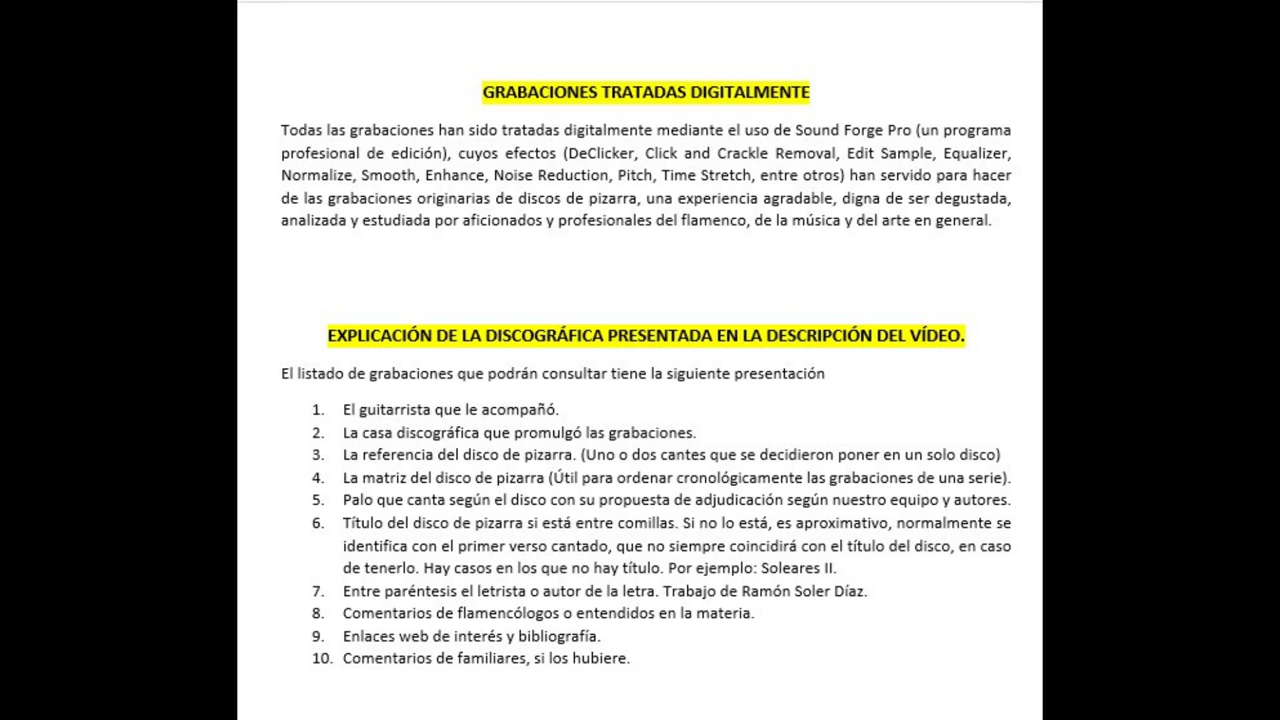 GRABACIONES TRATADAS DIGITALMENTE
Todas las grabaciones han sido tratadas digitalmente mediante el uso de Sound Forge Pro (un programa
profesional de edición), cuyos efectos (DeClicker, Click and Crackle Removal, Edit Sample, Equalizer,
Normalize, Smooth, Enhance, Noise Reduction, Pitch, Time Stretch, entre otros) han servido para hacer
de las grabaciones originarias de discos de pizarra, una experiencia agradable, digna de ser degustada,
analizada y estudiada por aficionados y profesionales del flamenco, de la música y del arte en general.
EXPLICACIÓN DE LA DISCOGRÁFICA PRESENTADA EN LA DESCRIPCIÓN DEL VÍDEO.
El listado de grabaciones que podrán consultar tiene la siguiente presentación
1. El guitarrista que le acompañó.
2. La casa discográfica que promulgó las grabaciones.
3. La referencia del disco de pizarra. (Uno o dos cantes que se decidieron poner en un solo disco)
4. La matriz del disco de pizarra (Útil para ordenar cronológicamente las grabaciones de una serie).
5. Palo que canta según el disco con su propuesta de adjudicación según nuestro equipo y autores.
6. Título del disco de pizarra si está entre comillas. Si no lo está, es aproximativo, normalmente se
identifica con el primer verso cantado, que no siempre coincidirá con el título del disco, en caso
de tenerlo. Hay casos en los que no hay título. Por ejemplo: Soleares II.
7. Entre paréntesis el letrista o autor de la letra. Trabajo de Ramón Soler Díaz.
8. Comentarios de flamencólogos o entendidos en la materia.
9. Enlaces web de interés y bibliografía.
10. Comentarios de familiares, si los hubiere.